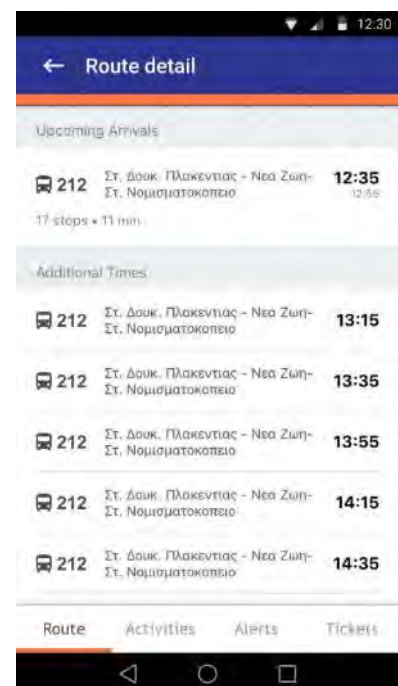 12:30
Route detail
Upcoming Arrivals
212 Στ. Δουκ. Πλακεντιας - Νεα Ζωη- 12:35
Στ. Νομισματοκοπειο 12:55
17 stops • 11 min
Additional Times
212 Στ. Δουκ. Πλακεντιας - Νεα Ζωη- 13:15
Στ. Νομισματοκοπειο
212 Στ. Δουκ. Πλακεντιας - Νεα Ζωη- 13:35
Στ. Νομισματοκοπειο
212 Στ. Δουκ. Πλακεντιας - Νεα Ζωη- 13:55
Στ. Νομισματοκοπειο
212 Στ. Δουκ. Πλακεντιας - Νεα Ζωη- 14:15
Στ. Νομισματοκοπειο
212 Στ. Δουκ. Πλακεντιας - Νεα Ζωη- 14:35
Στ. Νομισματοκοπειο
Route Activities Alerts Tickets